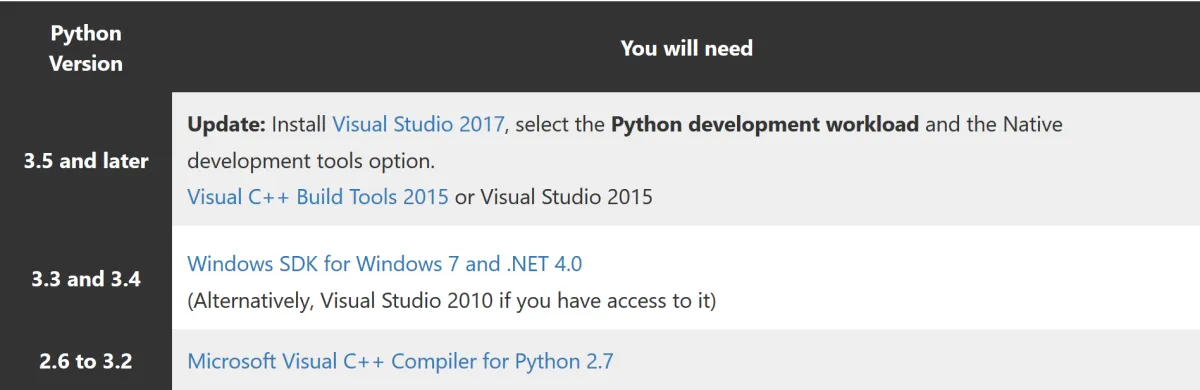 Python
Version
You will need
3.5 and later
Update: Install Visual Studio 2017, select the Python development workload and the Native
development tools option.
Visual C++ Build Tools 2015 or Visual Studio 2015
3.3 and 3.4
Windows SDK for Windows 7 and .NET 4.0
(Alternatively, Visual Studio 2010 if you have access to it)
2.6 to 3.2
Microsoft Visual C++ Compiler for Python 2.7